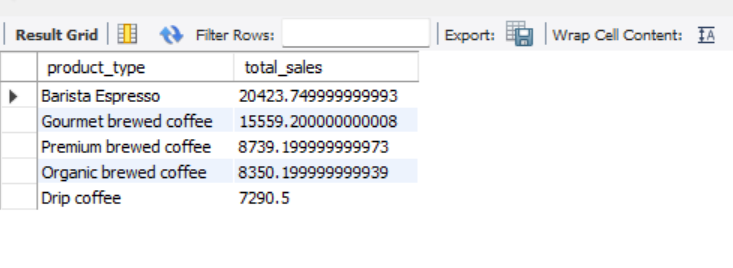 Result Grid Filter Rows: Export: Wrap Cell Content: IA
product_type total_sales
Barista Espresso 20423.749999999993
Gourmet brewed coffee 15559.200000000008
Premium brewed coffee 8739.199999999973
Organic brewed coffee 8350.199999999939
Drip coffee 7290.5